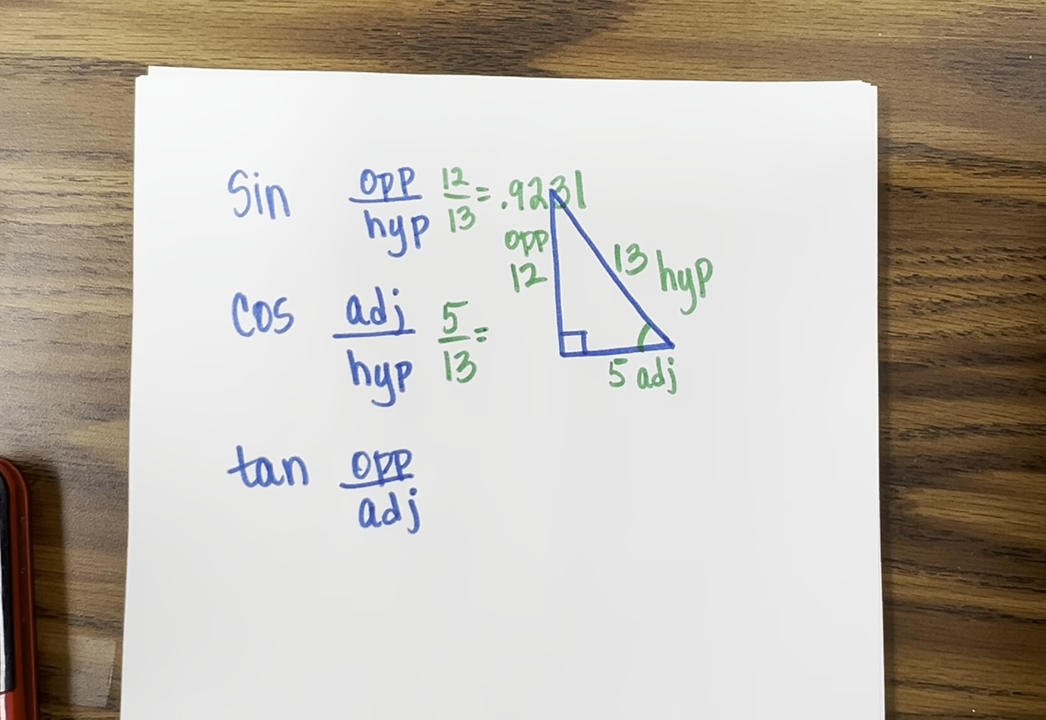 Sin opp/hyp 12/13 = .9231
opp
12
13 hyp
cos adj/hyp 5/13 =
5 adj
tan opp/adj